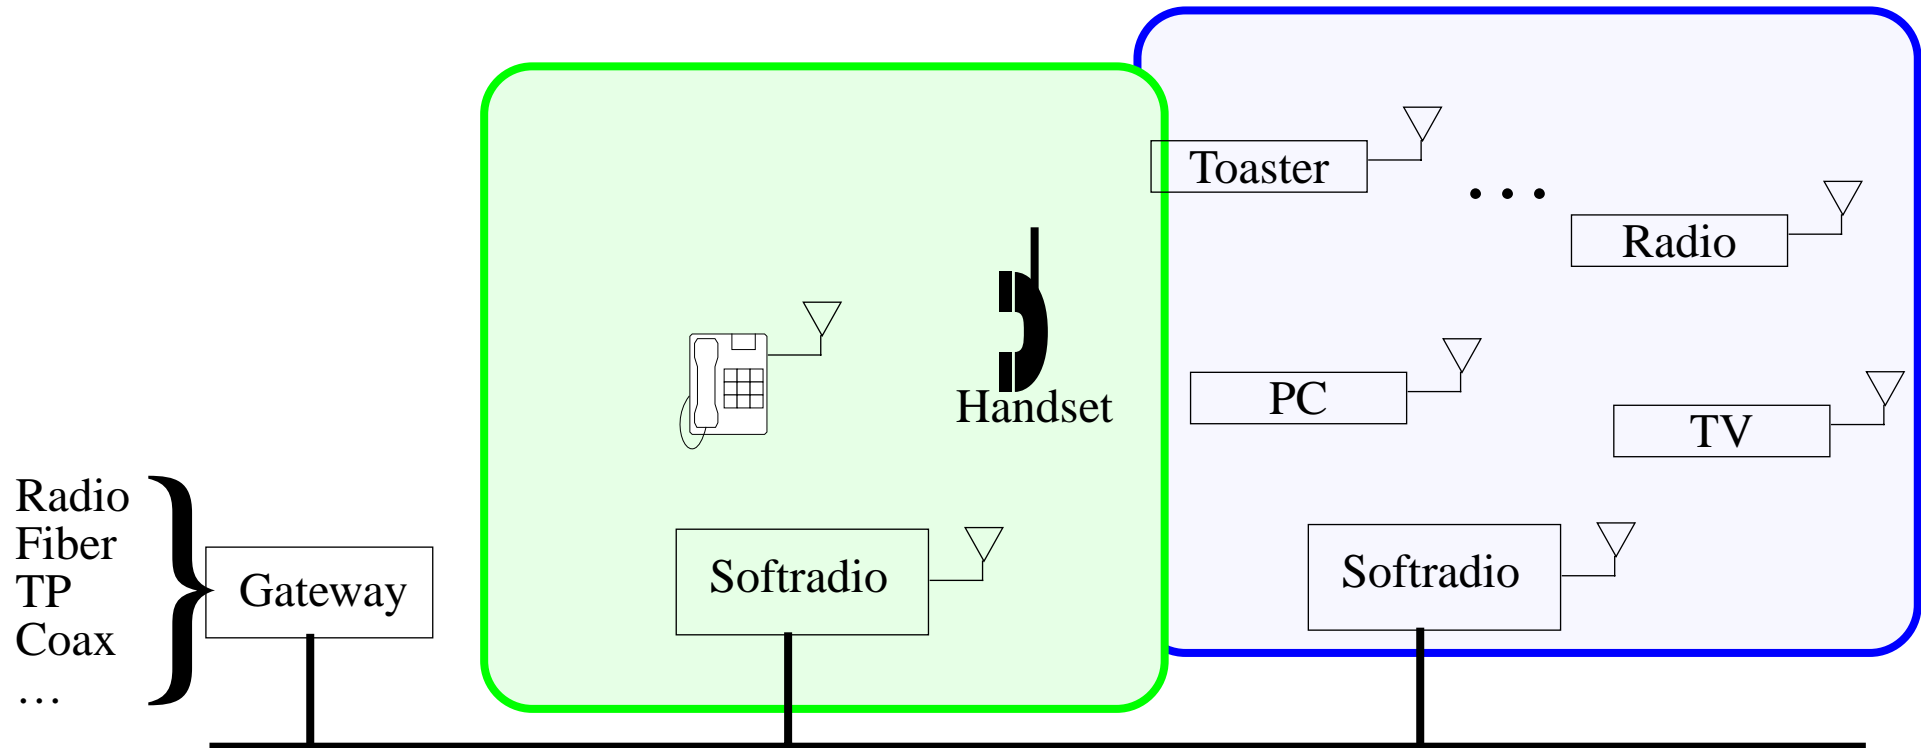 Toaster
• • •
Radio
Handset
PC
TV
Radio
Fiber
TP
Coax
…
Gateway
Softradio
Softradio